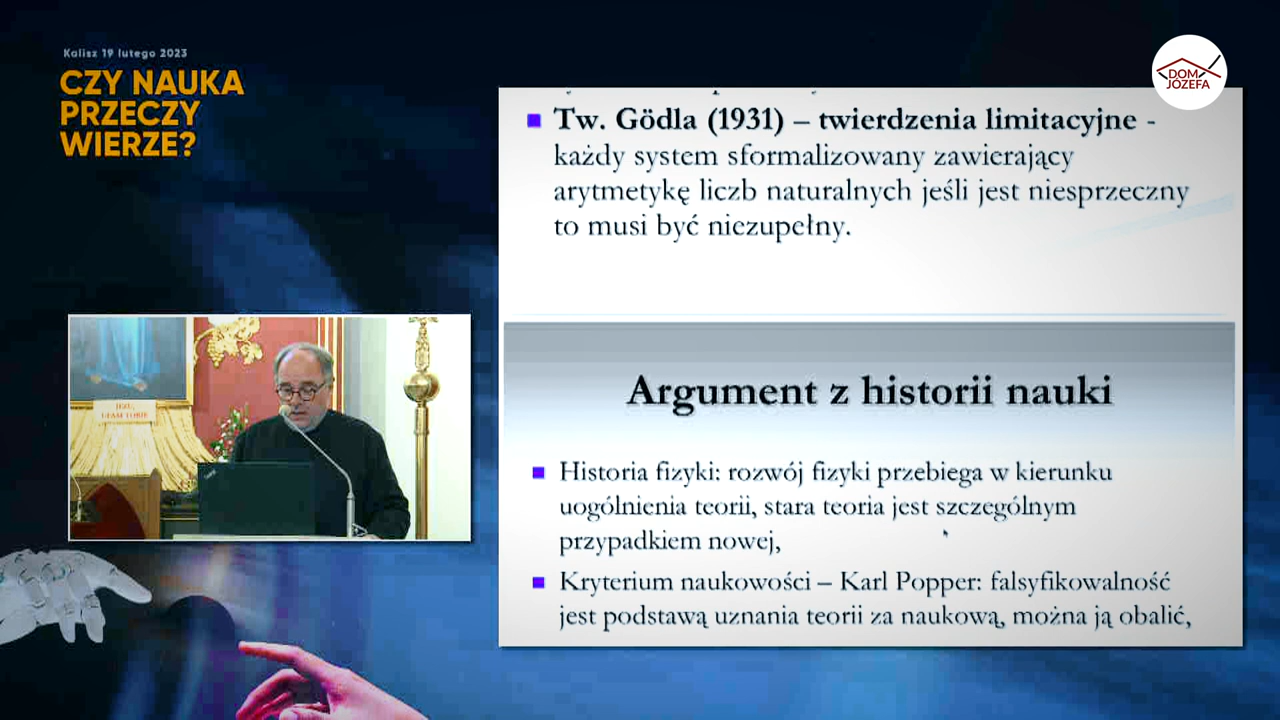 Kalisz 19 lutego 2023
CZY NAUKA
PRZECZY
WIERZE?
DOM
JÓZEFA
Tw. Gödla (1931) – twierdzenia limitacyjne -
każdy system sformalizowany zawierający
arytmetykę liczb naturalnych jeśli jest niesprzeczny
to musi być niezupełny.
JEZU,
UFAM TOBIE
Argument z historii nauki
Historia fizyki: rozwój fizyki przebiega w kierunku
uogólnienia teorii, stara teoria jest szczególnym
przypadkiem nowej,
Kryterium naukowości – Karl Popper: falsyfikowalność
jest podstawą uznania teorii za naukową, można ją obalić,